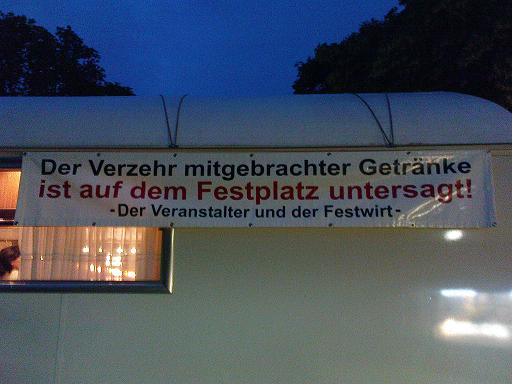 Der Verzehr mitgebrachter Getränke
ist auf dem Festplatz untersagt!
-Der Veranstalter und der Festwirt-